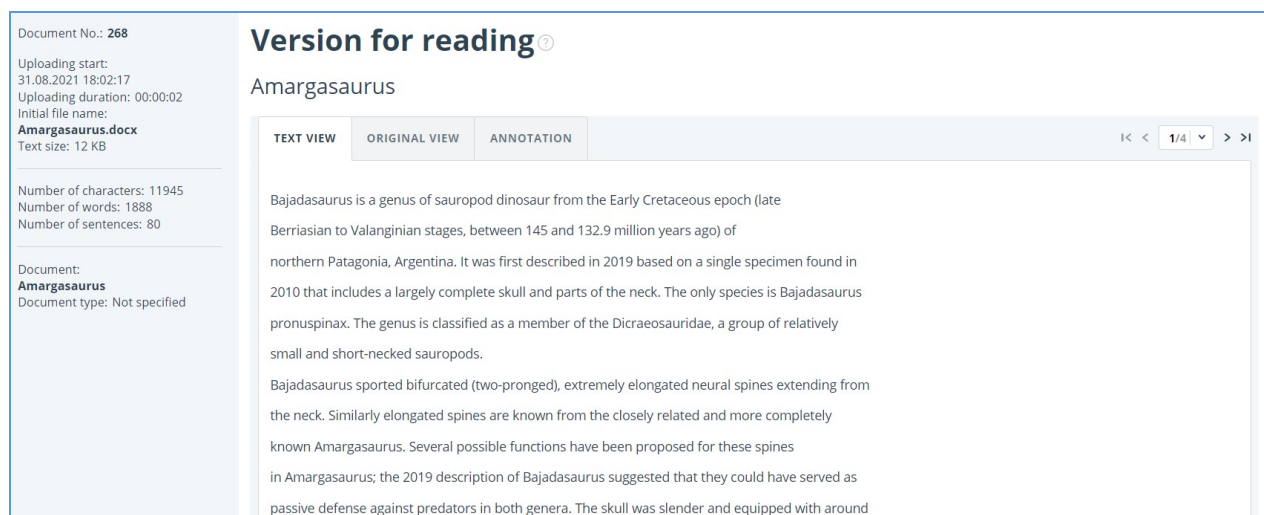 Document No.: 268
Uploading start:
31.08.2021 18:02:17
Uploading duration: 00:00:02
Initial file name:
Amargasaurus.docx
Text size: 12 KB
Number of characters: 11945
Number of words: 1888
Number of sentences: 80
Document:
Amargasaurus
Document type: Not specified
Version for reading ?
Amargasaurus
TEXT VIEW ORIGINAL VIEW ANNOTATION 1/4
Bajadasaurus is a genus of sauropod dinosaur from the Early Cretaceous epoch (late
Berriasian to Valanginian stages, between 145 and 132.9 million years ago) of
northern Patagonia, Argentina. It was first described in 2019 based on a single specimen found in
2010 that includes a largely complete skull and parts of the neck. The only species is Bajadasaurus
pronuspinax. The genus is classified as a member of the Dicraeosauridae, a group of relatively
small and short-necked sauropods.
Bajadasaurus sported bifurcated (two-pronged), extremely elongated neural spines extending from
the neck. Similarly elongated spines are known from the closely related and more completely
known Amargasaurus. Several possible functions have been proposed for these spines
in Amargasaurus; the 2019 description of Bajadasaurus suggested that they could have served as
passive defense against predators in both genera. The skull was slender and equipped with around